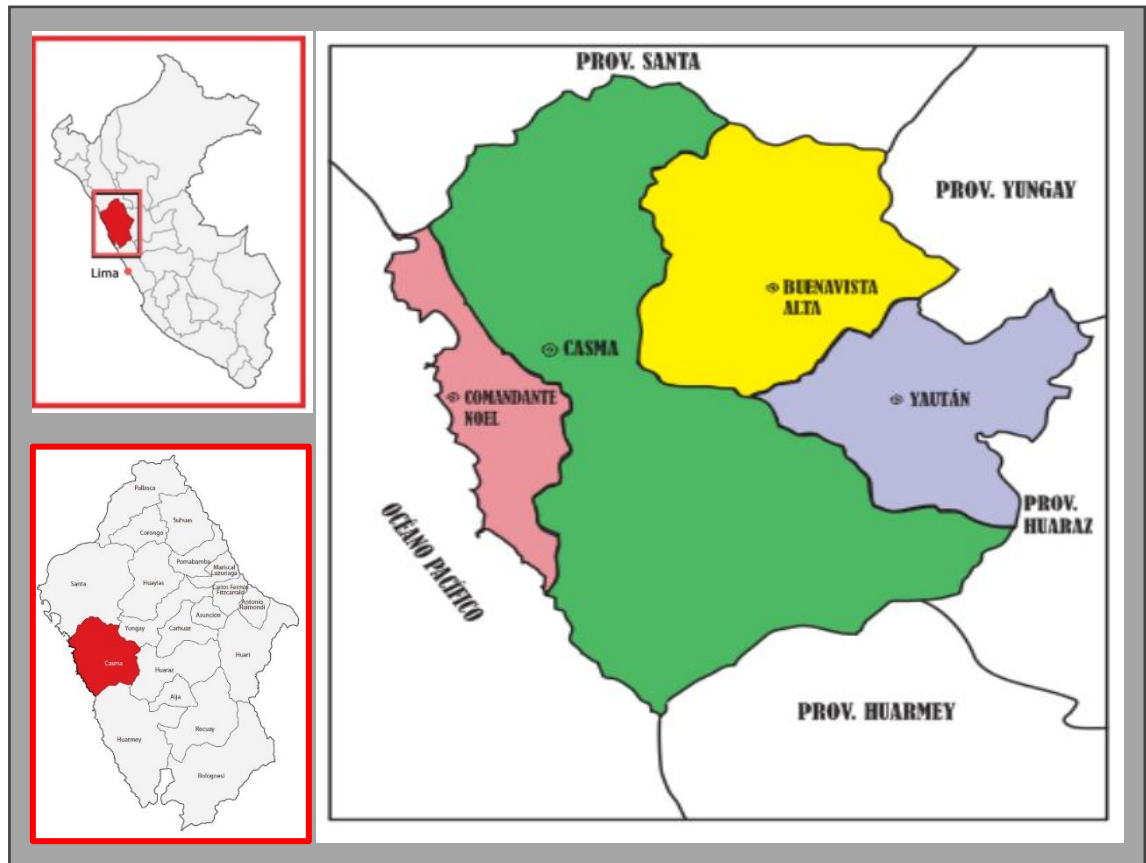 Lima
Pallasca
Corongo
Sihuas
Pomabamba
Mariscal
Luzuriaga
Santa
Huaylas
Carlos Fermín
Fitzcarrald
Antonio
Raimondi
Asunción
Yungay
Carhuaz
Casma
Huaraz
Huari
Aija
Huarmey
Recuay
Bolognesi
PROV. SANTA
PROV. YUNGAY
BUENAVISTA
ALTA
CASMA
COMANDANTE
NOEL
YAUTÁN
PROV.
HUARAZ
OCÉANO PACÍFICO
PROV. HUARMEY